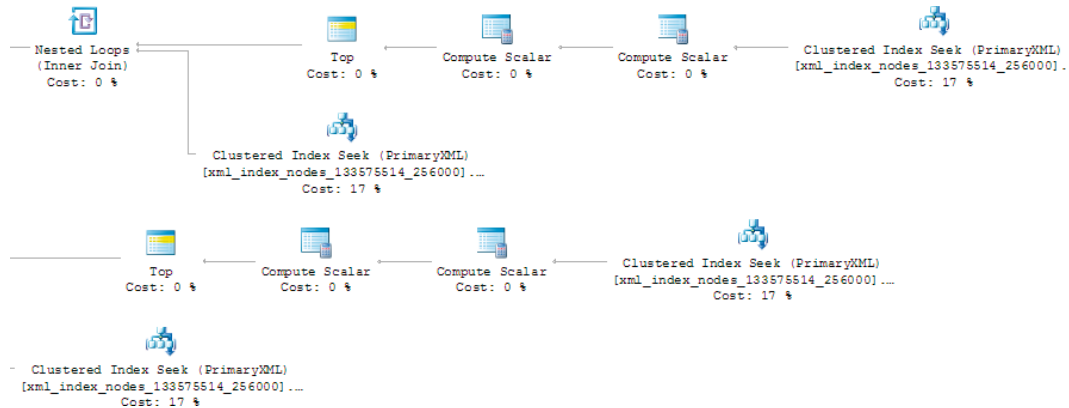 Nested Loops
(Inner Join)
Cost: 0 %
Top
Cost: 0 %
Compute Scalar
Cost: 0 %
Compute Scalar
Cost: 0 %
Clustered Index Seek (PrimaryXML)
[xml_index_nodes_133575514_256000].
Cost: 17 %
Clustered Index Seek (PrimaryXML)
[xml_index_nodes_133575514_256000].…
Cost: 17 %
Top
Cost: 0 %
Compute Scalar
Cost: 0 %
Compute Scalar
Cost: 0 %
Clustered Index Seek (PrimaryXML)
[xml_index_nodes_133575514_256000].…
Cost: 17 %
Clustered Index Seek (PrimaryXML)
[xml_index_nodes_133575514_256000].…
Cost: 17 %